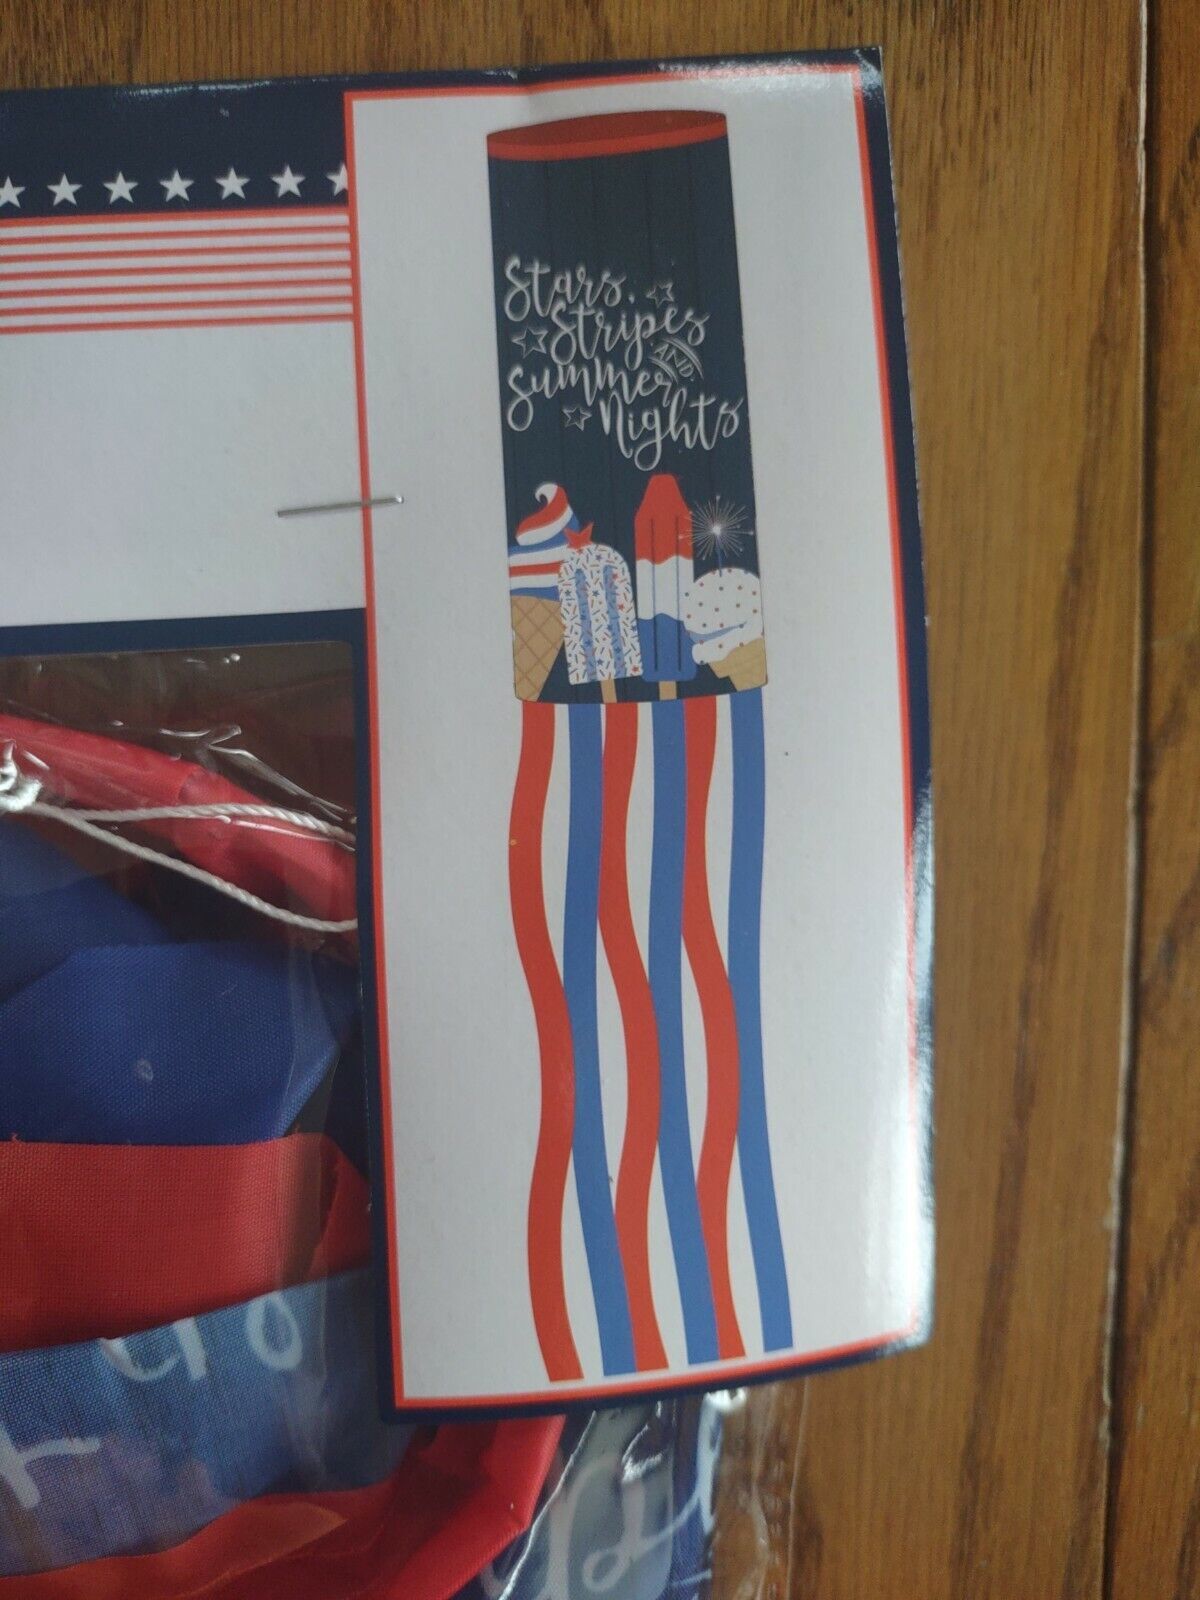 Stars,
Stripes
AND
Summer
Nights